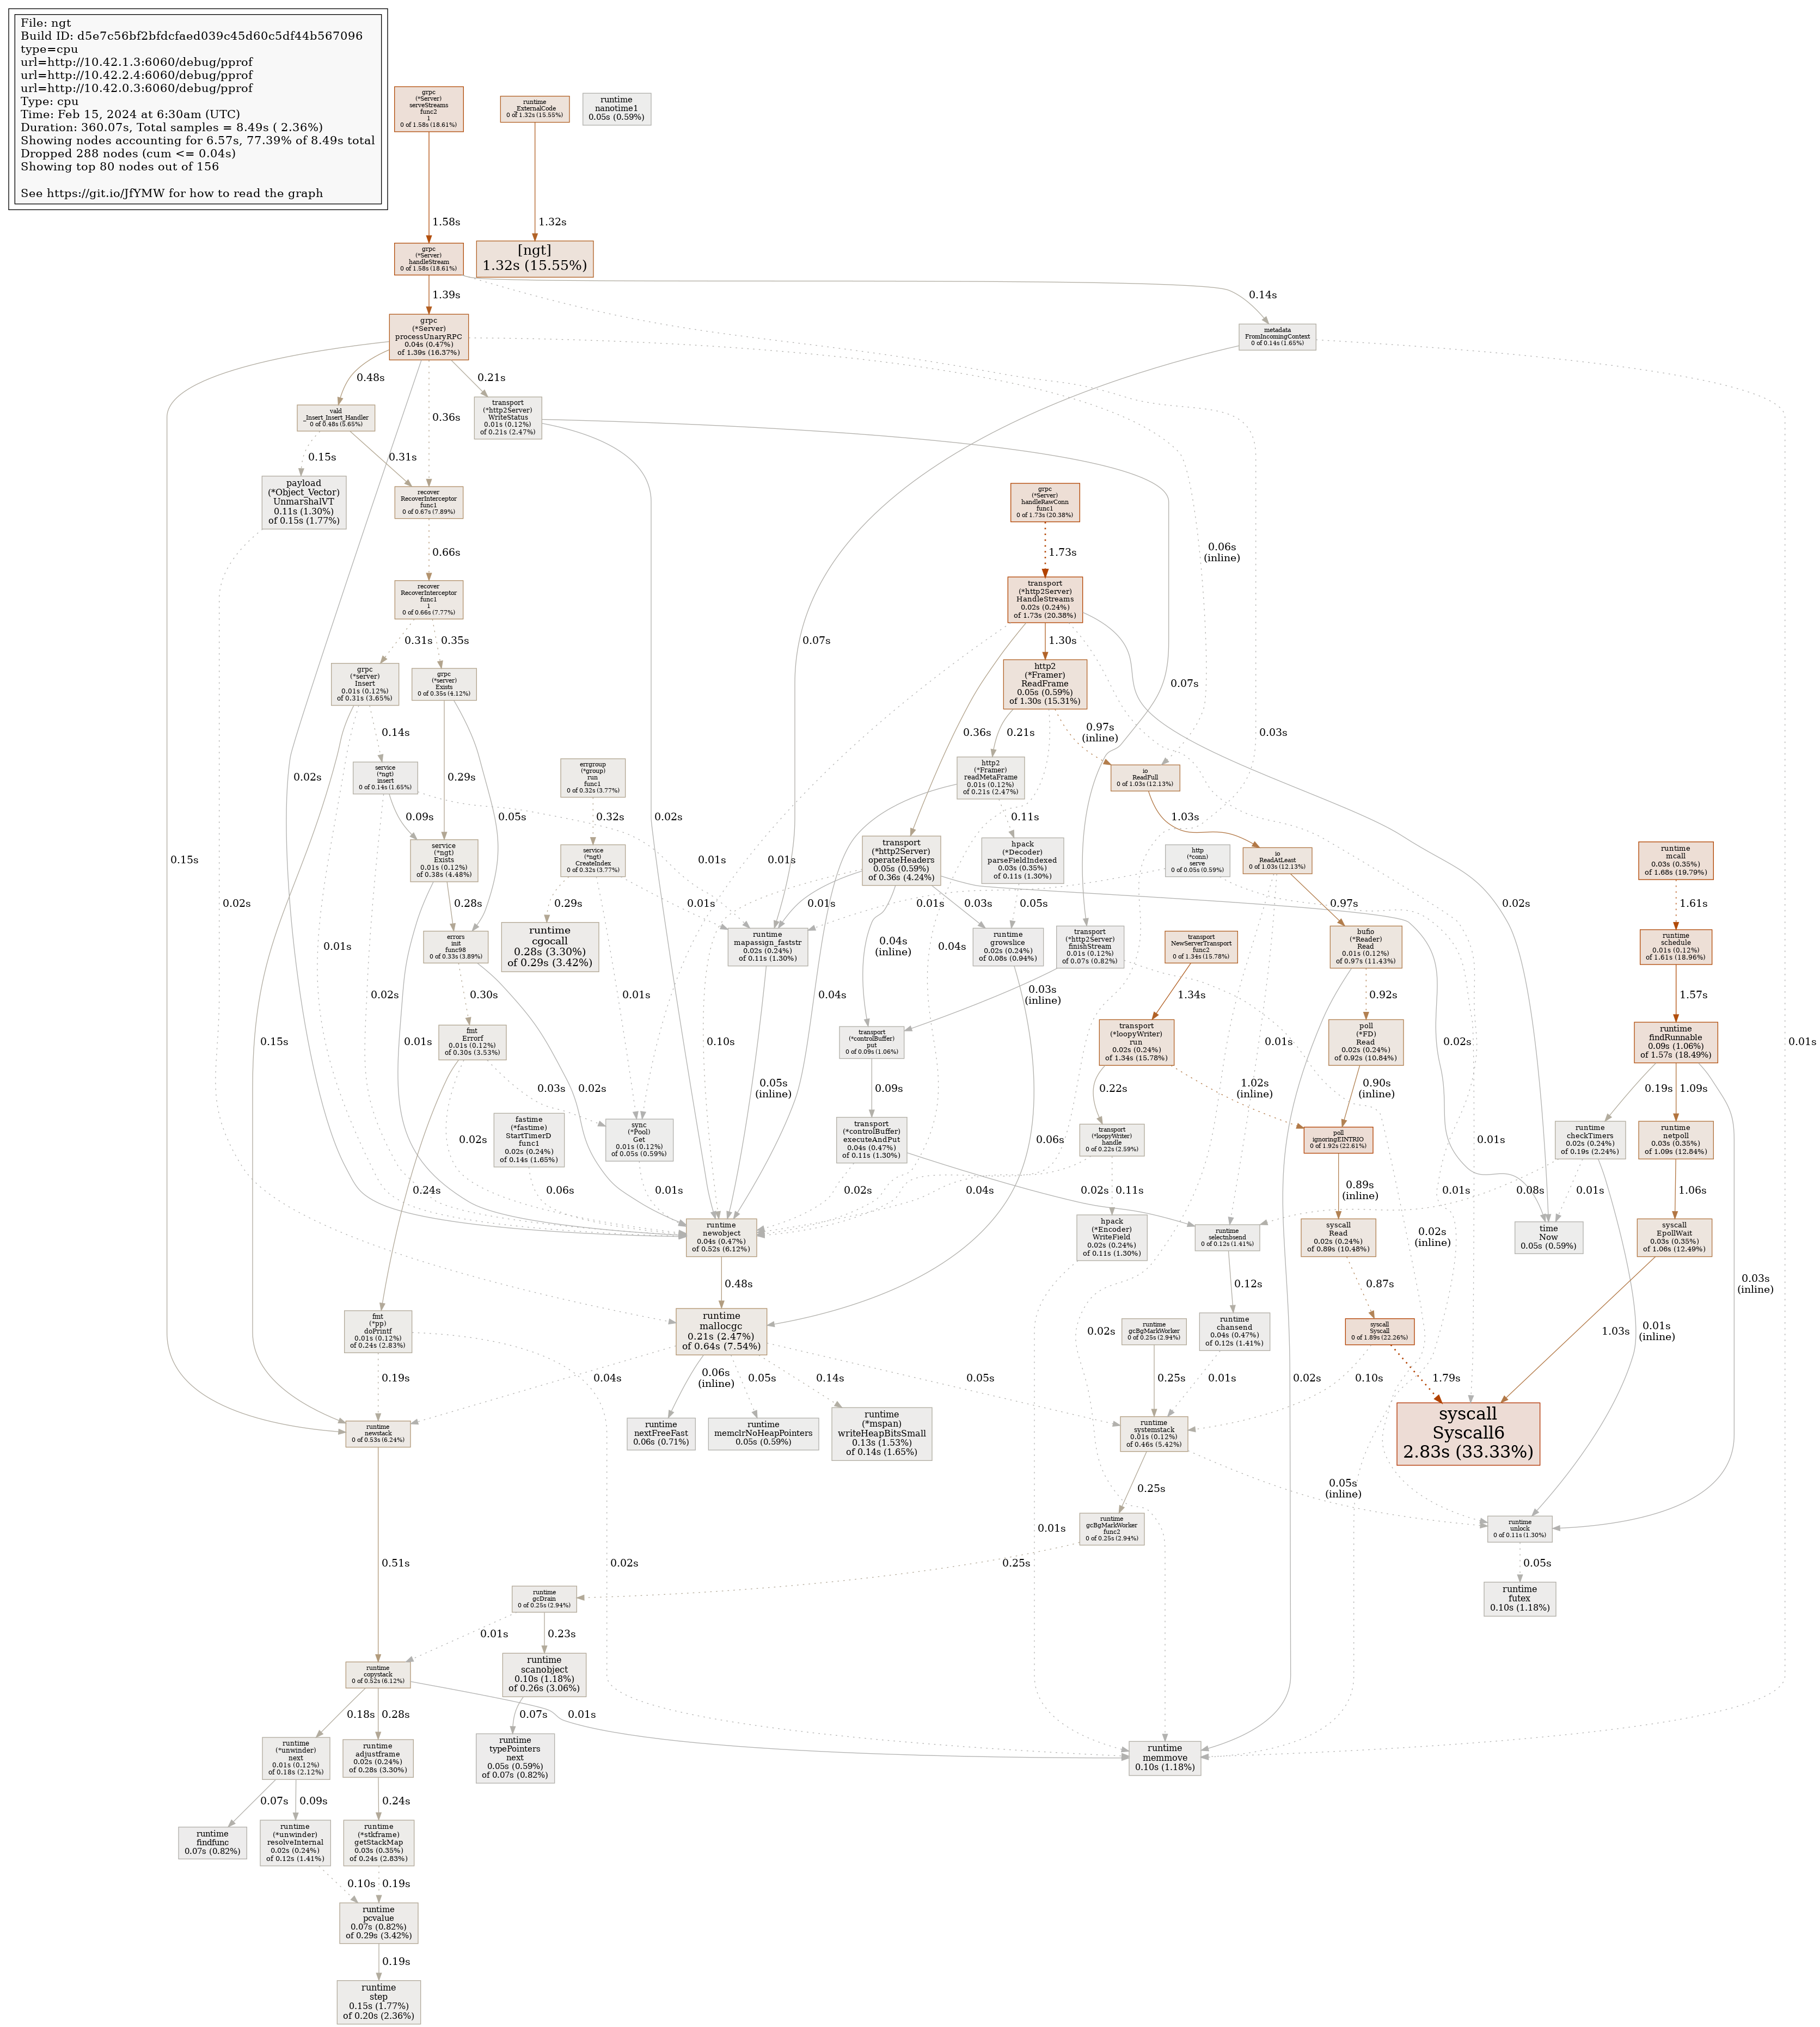 File: ngt
Build ID: d5e7c56bf2bfdcfaed039c45d60c5df44b567096
type=cpu
url=http://10.42.1.3:6060/debug/pprof
url=http://10.42.2.4:6060/debug/pprof
url=http://10.42.0.3:6060/debug/pprof
Type: cpu
Time: Feb 15, 2024 at 6:30am (UTC)
Duration: 360.07s, Total samples = 8.49s ( 2.36%)
Showing nodes accounting for 6.57s, 77.39% of 8.49s total
Dropped 288 nodes (cum <= 0.04s)
Showing top 80 nodes out of 156
See https://git.io/JfYMW for how to read the graph
grpc
(*Server)
serveStreams
func2
1
0 of 1.58s (18.61%)
runtime
ExternalCode
0 of 1.32s (15.55%)
runtime
nanotime1
0.05s (0.59%)
1.58s
1.32s
grpc
(*Server)
handleStream
0 of 1.58s (18.61%)
[ngt]
1.32s (15.55%)
1.39s
0.14s
grpc
(*Server)
processUnaryRPC
0.04s (0.47%)
of 1.39s (16.37%)
metadata
FromIncomingContext
0 of 0.14s (1.65%)
0.48s
0.21s
0.36s
vald
_Insert_Insert_Handler
0 of 0.48s (5.65%)
transport
(*http2Server)
WriteStatus
0.01s (0.12%)
of 0.21s (2.47%)
0.15s
0.31s
payload
(*Object_Vector)
UnmarshalVT
0.11s (1.30%)
of 0.15s (1.77%)
recover
RecoverInterceptor
func1
0 of 0.67s (7.89%)
grpc
(*Server)
handleRawConn
func1
0 of 1.73s (20.38%)
0.66s
1.73s
0.06s
(inline)
recover
RecoverInterceptor
func1
1
0 of 0.66s (7.77%)
transport
(*http2Server)
HandleStreams
0.02s (0.24%)
of 1.73s (20.38%)
0.31s
0.35s
0.07s
1.30s
grpc
(*server)
Insert
0.01s (0.12%)
of 0.31s (3.65%)
grpc
(*server)
Exists
0 of 0.35s (4.12%)
http2
(*Framer)
ReadFrame
0.05s (0.59%)
of 1.30s (15.31%)
0.07s
0.14s
0.36s
0.21s
0.97s
(inline)
0.03s
service
(*ngt)
insert
0 of 0.14s (1.65%)
0.29s
errgroup
(*group)
run
func1
0 of 0.32s (3.77%)
http2
(*Framer)
readMetaFrame
0.01s (0.12%)
of 0.21s (2.47%)
io
ReadFull
0 of 1.03s (12.13%)
0.02s
0.09s
0.05s
0.32s
0.02s
0.11s
1.03s
service
(*ngt)
Exists
0.01s (0.12%)
of 0.38s (4.48%)
service
(*ngt)
CreateIndex
0 of 0.32s (3.77%)
0.01s
0.01s
transport
(*http2Server)
operateHeaders
0.05s (0.59%)
of 0.36s (4.24%)
hpack
(*Decoder)
parseFieldIndexed
0.03s (0.35%)
of 0.11s (1.30%)
http
(*conn)
serve
0 of 0.05s (0.59%)
io
ReadAtLeast
0 of 1.03s (12.13%)
runtime
mcall
0.03s (0.35%)
of 1.68s (19.79%)
0.15s
0.02s
0.28s
0.29s
0.01s
0.01s
0.03s
0.01s
0.05s
0.97s
0.02s
1.61s
errors
init
func98
0 of 0.33s (3.89%)
runtime
cgocall
0.28s (3.30%)
of 0.29s (3.42%)
runtime
mapassign_faststr
0.02s (0.24%)
of 0.11s (1.30%)
0.04s
(inline)
0.04s
runtime
growslice
0.02s (0.24%)
of 0.08s (0.94%)
transport
(*http2Server)
finishStream
0.01s (0.12%)
of 0.07s (0.82%)
transport
NewServerTransport
func2
0 of 1.34s (15.78%)
bufio
(*Reader)
Read
0.01s (0.12%)
of 0.97s (11.43%)
runtime
schedule
0.01s (0.12%)
of 1.61s (18.96%)
0.01s
0.02s
0.30s
0.01s
0.04s
0.03s
(inline)
1.34s
0.92s
1.57s
0.15s
0.01s
fmt
Errorf
0.01s (0.12%)
of 0.30s (3.53%)
0.10s
transport
(*controlBuffer)
put
0 of 0.09s (1.06%)
transport
(*loopyWriter)
run
0.02s (0.24%)
of 1.34s (15.78%)
0.01s
poll
(*FD)
Read
0.02s (0.24%)
of 0.92s (10.84%)
0.02s
runtime
findRunnable
0.09s (1.06%)
of 1.57s (18.49%)
0.01s
0.03s
0.02s
0.05s
(inline)
0.09s
0.22s
1.02s
(inline)
0.90s
(inline)
0.19s
1.09s
0.02s
fastime
(*fastime)
StartTimerD
func1
0.02s (0.24%)
of 0.14s (1.65%)
sync
(*Pool)
Get
0.01s (0.12%)
of 0.05s (0.59%)
0.06s
transport
(*controlBuffer)
executeAndPut
0.04s (0.47%)
of 0.11s (1.30%)
transport
(*loopyWriter)
handle
0 of 0.22s (2.59%)
poll
ignoringEINTRIO
0 of 1.92s (22.61%)
0.01s
runtime
checkTimers
0.02s (0.24%)
of 0.19s (2.24%)
runtime
netpoll
0.03s (0.35%)
of 1.09s (12.84%)
0.24s
0.06s
0.01s
0.02s
0.04s
0.02s
0.11s
0.89s
(inline)
0.01s
0.08s
0.01s
1.06s
runtime
newobject
0.04s (0.47%)
of 0.52s (6.12%)
hpack
(*Encoder)
WriteField
0.02s (0.24%)
of 0.11s (1.30%)
runtime
selectnbsend
0 of 0.12s (1.41%)
syscall
Read
0.02s (0.24%)
of 0.89s (10.48%)
0.02s
(inline)
time
Now
0.05s (0.59%)
syscall
EpollWait
0.03s (0.35%)
of 1.06s (12.49%)
0.48s
0.12s
0.87s
0.03s
(inline)
fmt
(*pp)
doPrintf
0.01s (0.12%)
of 0.24s (2.83%)
runtime
mallocgc
0.21s (2.47%)
of 0.64s (7.54%)
0.02s
runtime
gcBgMarkWorker
0 of 0.25s (2.94%)
runtime
chansend
0.04s (0.47%)
of 0.12s (1.41%)
syscall
Syscall
0 of 1.89s (22.26%)
1.03s
0.01s
(inline)
0.19s
0.04s
0.06s
(inline)
0.05s
0.14s
0.05s
0.25s
0.01s
0.02s
0.10s
1.79s
runtime
newstack
0 of 0.53s (6.24%)
runtime
nextFreeFast
0.06s (0.71%)
runtime
memclrNoHeapPointers
0.05s (0.59%)
runtime
(*mspan)
writeHeapBitsSmall
0.13s (1.53%)
of 0.14s (1.65%)
runtime
systemstack
0.01s (0.12%)
of 0.46s (5.42%)
syscall
Syscall6
2.83s (33.33%)
0.25s
0.05s
(inline)
0.01s
runtime
gcBgMarkWorker
func2
0 of 0.25s (2.94%)
runtime
unlock
0 of 0.11s (1.30%)
0.51s
0.02s
0.25s
0.05s
runtime
gcDrain
0 of 0.25s (2.94%)
runtime
futex
0.10s (1.18%)
0.01s
0.23s
runtime
copystack
0 of 0.52s (6.12%)
runtime
scanobject
0.10s (1.18%)
of 0.26s (3.06%)
0.18s
0.28s
0.07s
0.01s
runtime
(*unwinder)
next
0.01s (0.12%)
of 0.18s (2.12%)
runtime
adjustframe
0.02s (0.24%)
of 0.28s (3.30%)
runtime
typePointers
next
0.05s (0.59%)
of 0.07s (0.82%)
runtime
memmove
0.10s (1.18%)
0.07s
0.09s
0.24s
runtime
findfunc
0.07s (0.82%)
runtime
(*unwinder)
resolveInternal
0.02s (0.24%)
of 0.12s (1.41%)
runtime
(*stkframe)
getStackMap
0.03s (0.35%)
of 0.24s (2.83%)
0.10s
0.19s
runtime
pcvalue
0.07s (0.82%)
of 0.29s (3.42%)
0.19s
runtime
step
0.15s (1.77%)
of 0.20s (2.36%)